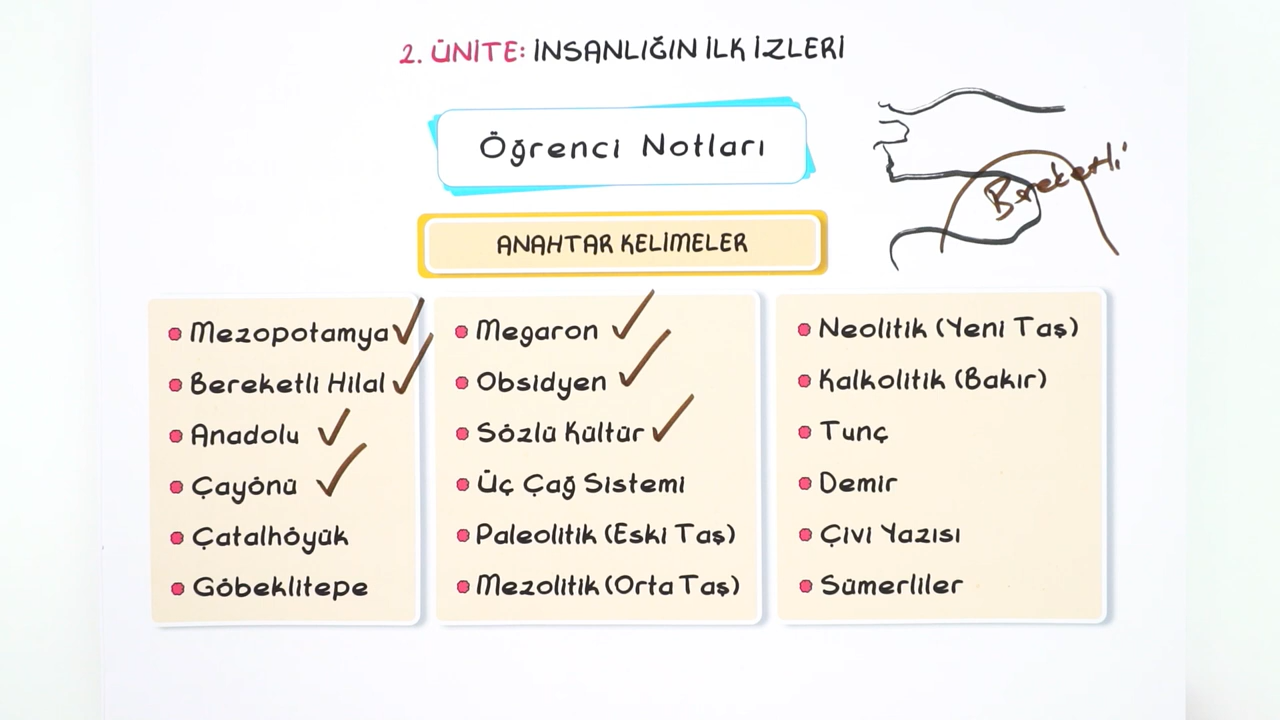 2. ÜNİTE: İNSANLIĞIN İLK İZLERİ
Öğrenci Notları
Bereketli
ANAHTAR KELİMELER
Mezopotamya
Bereketli Hilal
Anadolu
Çayönü
Çatalhöyük
Göbeklitepe
Megaron
Obsidyen
Sözlü Kültür
Üç Çağ Sistemi
Paleolitik (Eski Taş)
Mezolitik (Orta Taş)
Neolitik (Yeni Taş)
Kalkolitik (Bakır)
Tunç
Demir
Çivi Yazısı
Sümerliler